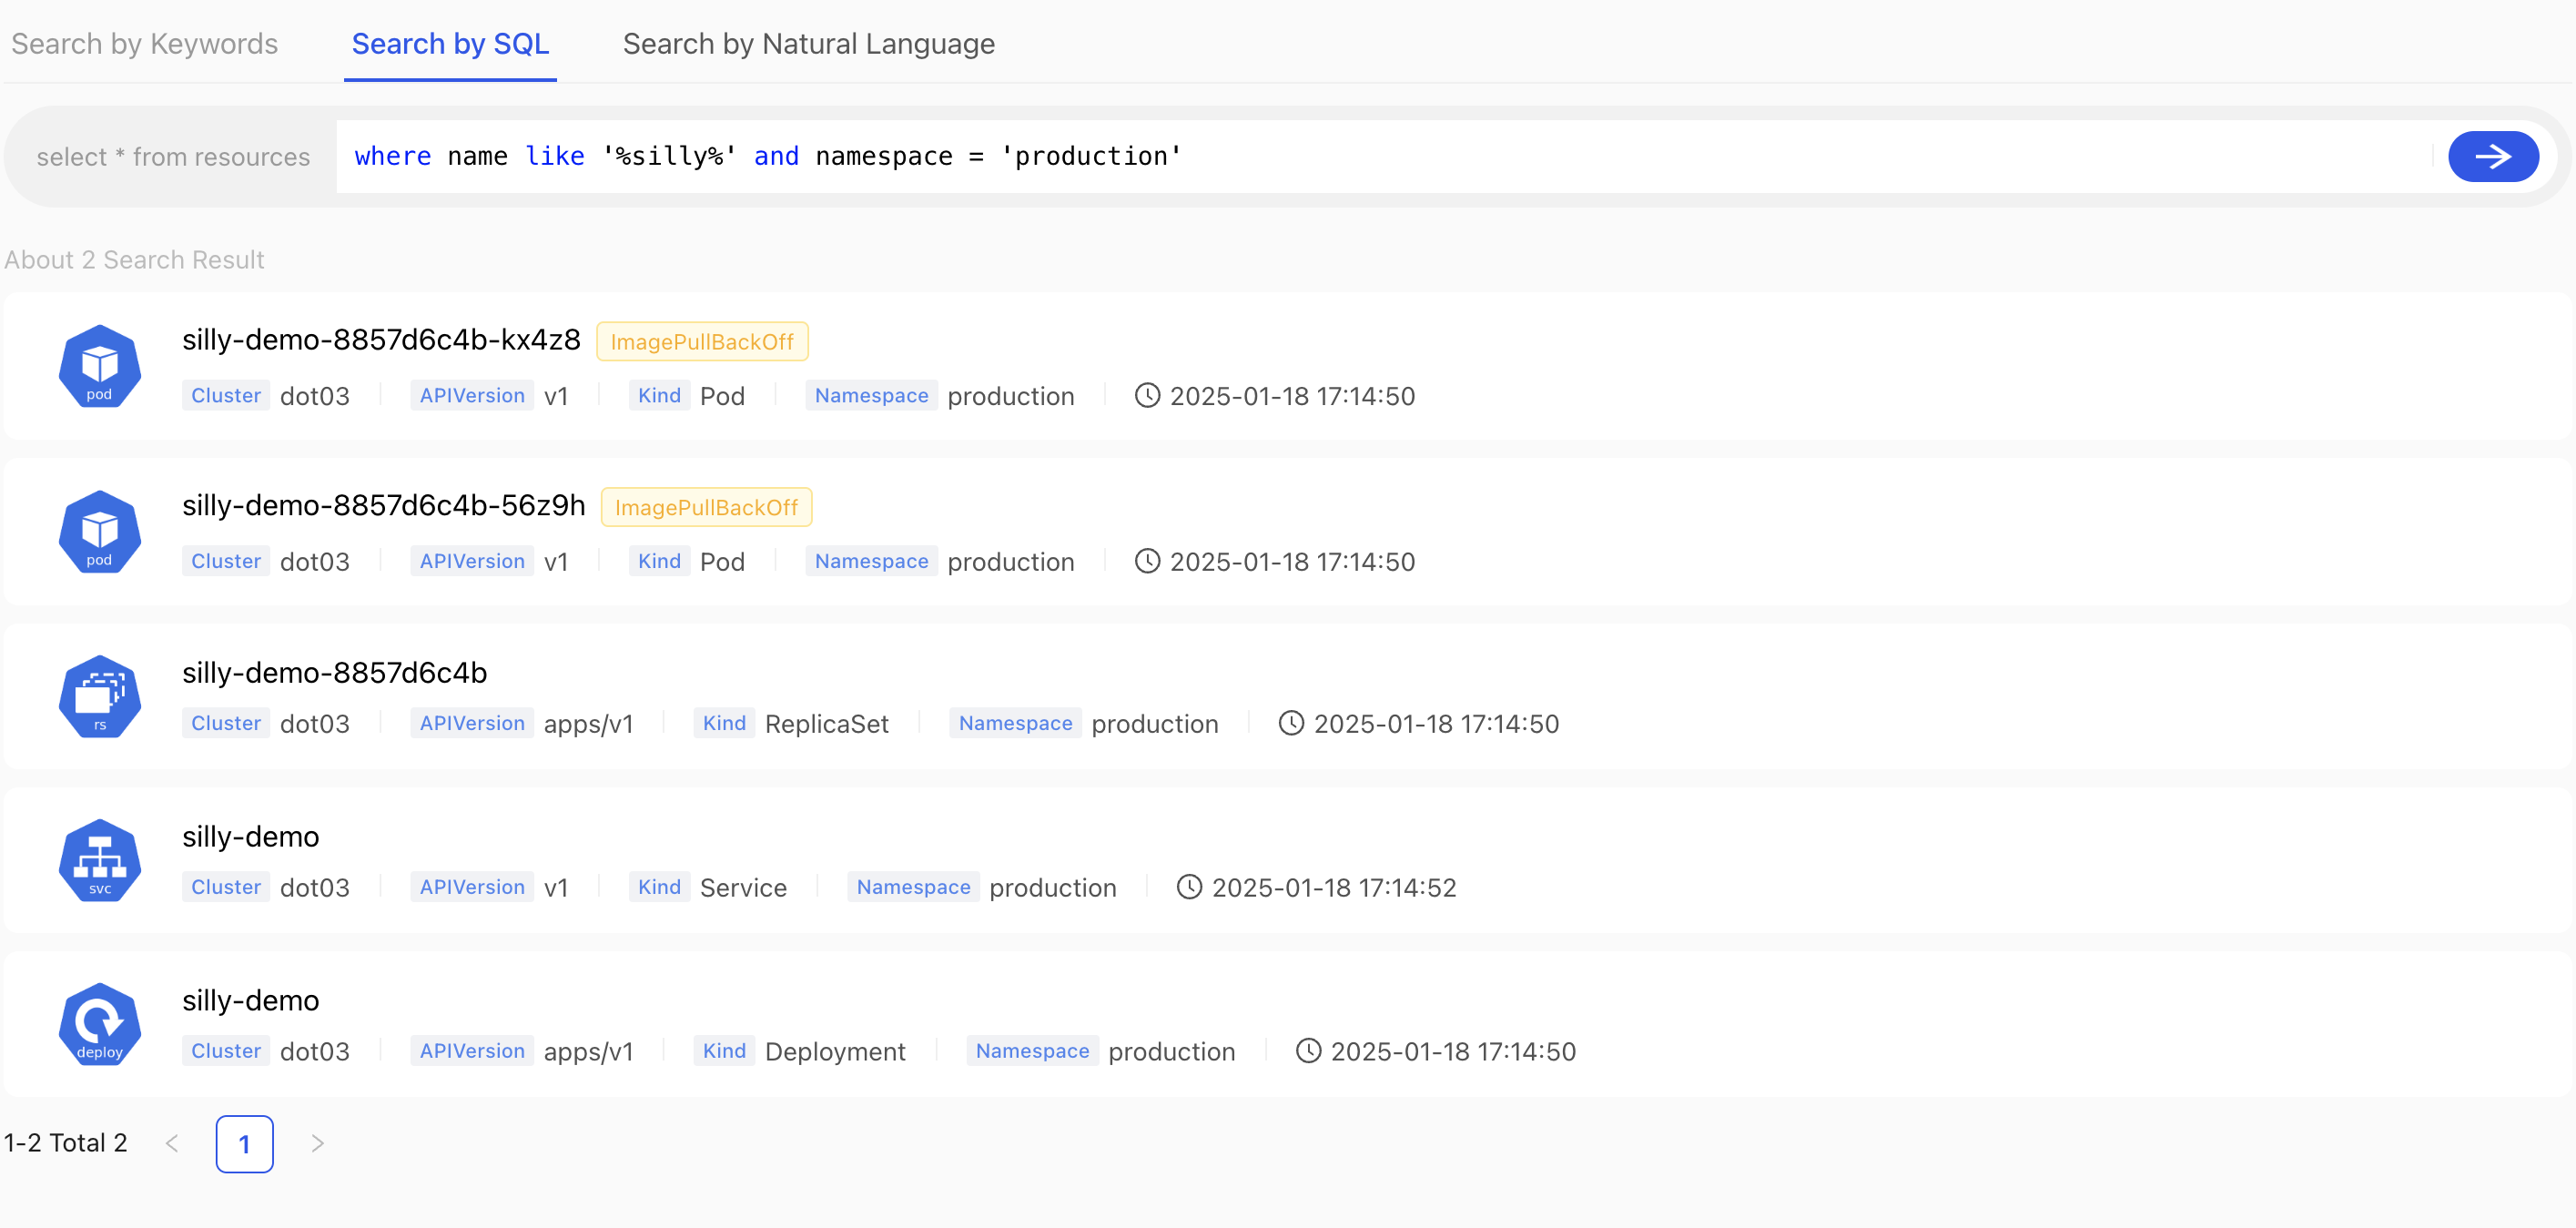 Search by Keywords Search by SQL Search by Natural Language
select * from resources where name like '%silly%' and namespace = 'production'
About 2 Search Result
silly-demo-8857d6c4b-kx4z8 ImagePullBackOff
pod
Cluster dot03 APIVersion v1 Kind Pod Namespace production 2025-01-18 17:14:50
silly-demo-8857d6c4b-56z9h ImagePullBackOff
pod
Cluster dot03 APIVersion v1 Kind Pod Namespace production 2025-01-18 17:14:50
silly-demo-8857d6c4b
rs
Cluster dot03 APIVersion apps/v1 Kind ReplicaSet Namespace production 2025-01-18 17:14:50
silly-demo
svc
Cluster dot03 APIVersion v1 Kind Service Namespace production 2025-01-18 17:14:52
silly-demo
deploy
Cluster dot03 APIVersion apps/v1 Kind Deployment Namespace production 2025-01-18 17:14:50
1-2 Total 2 < 1 >